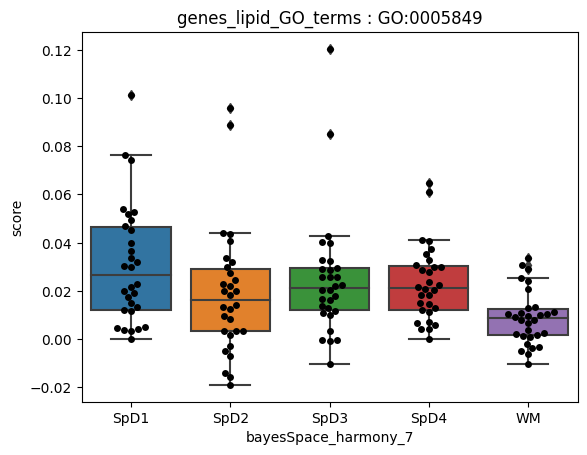 genes_lipid_GO_terms : GO:0005849
0.12
0.10
0.08
0.06
0.04
0.02
0.00
−0.02
score
SpD1 SpD2 SpD3 SpD4 WM
bayesSpace_harmony_7